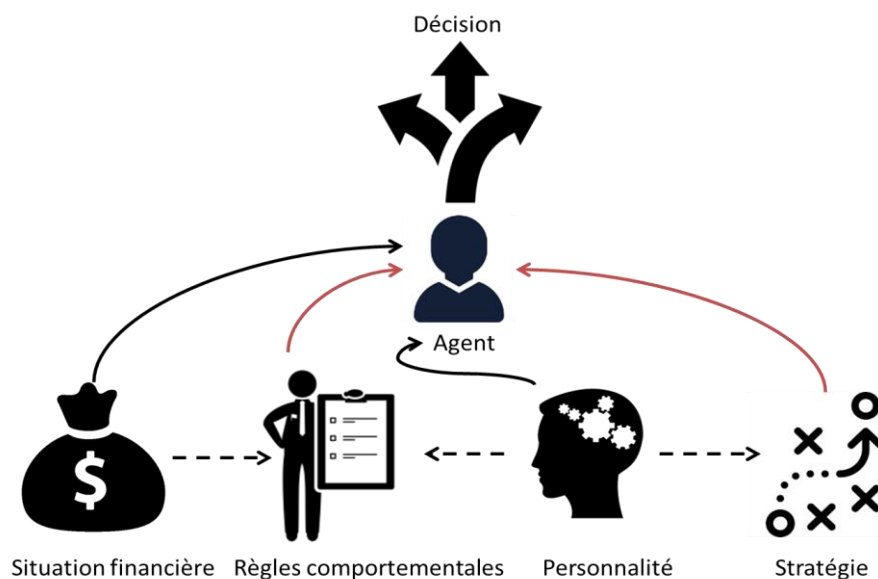 Décision
Agent
$
Situation financière
Règles comportementales
Personnalité
Stratégie